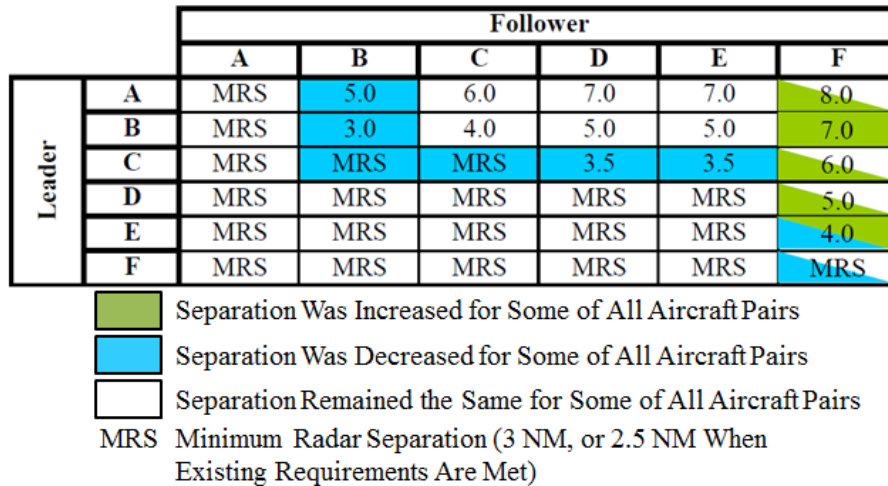 Follower
A B C D E F
Leader
A MRS 5.0 6.0 7.0 7.0 8.0
B MRS 3.0 4.0 5.0 5.0 7.0
C MRS MRS MRS 3.5 3.5 6.0
D MRS MRS MRS MRS MRS 5.0
E MRS MRS MRS MRS MRS 4.0
F MRS MRS MRS MRS MRS MRS
Separation Was Increased for Some of All Aircraft Pairs
Separation Was Decreased for Some of All Aircraft Pairs
Separation Remained the Same for Some of All Aircraft Pairs
MRS Minimum Radar Separation (3 NM, or 2.5 NM When
Existing Requirements Are Met)